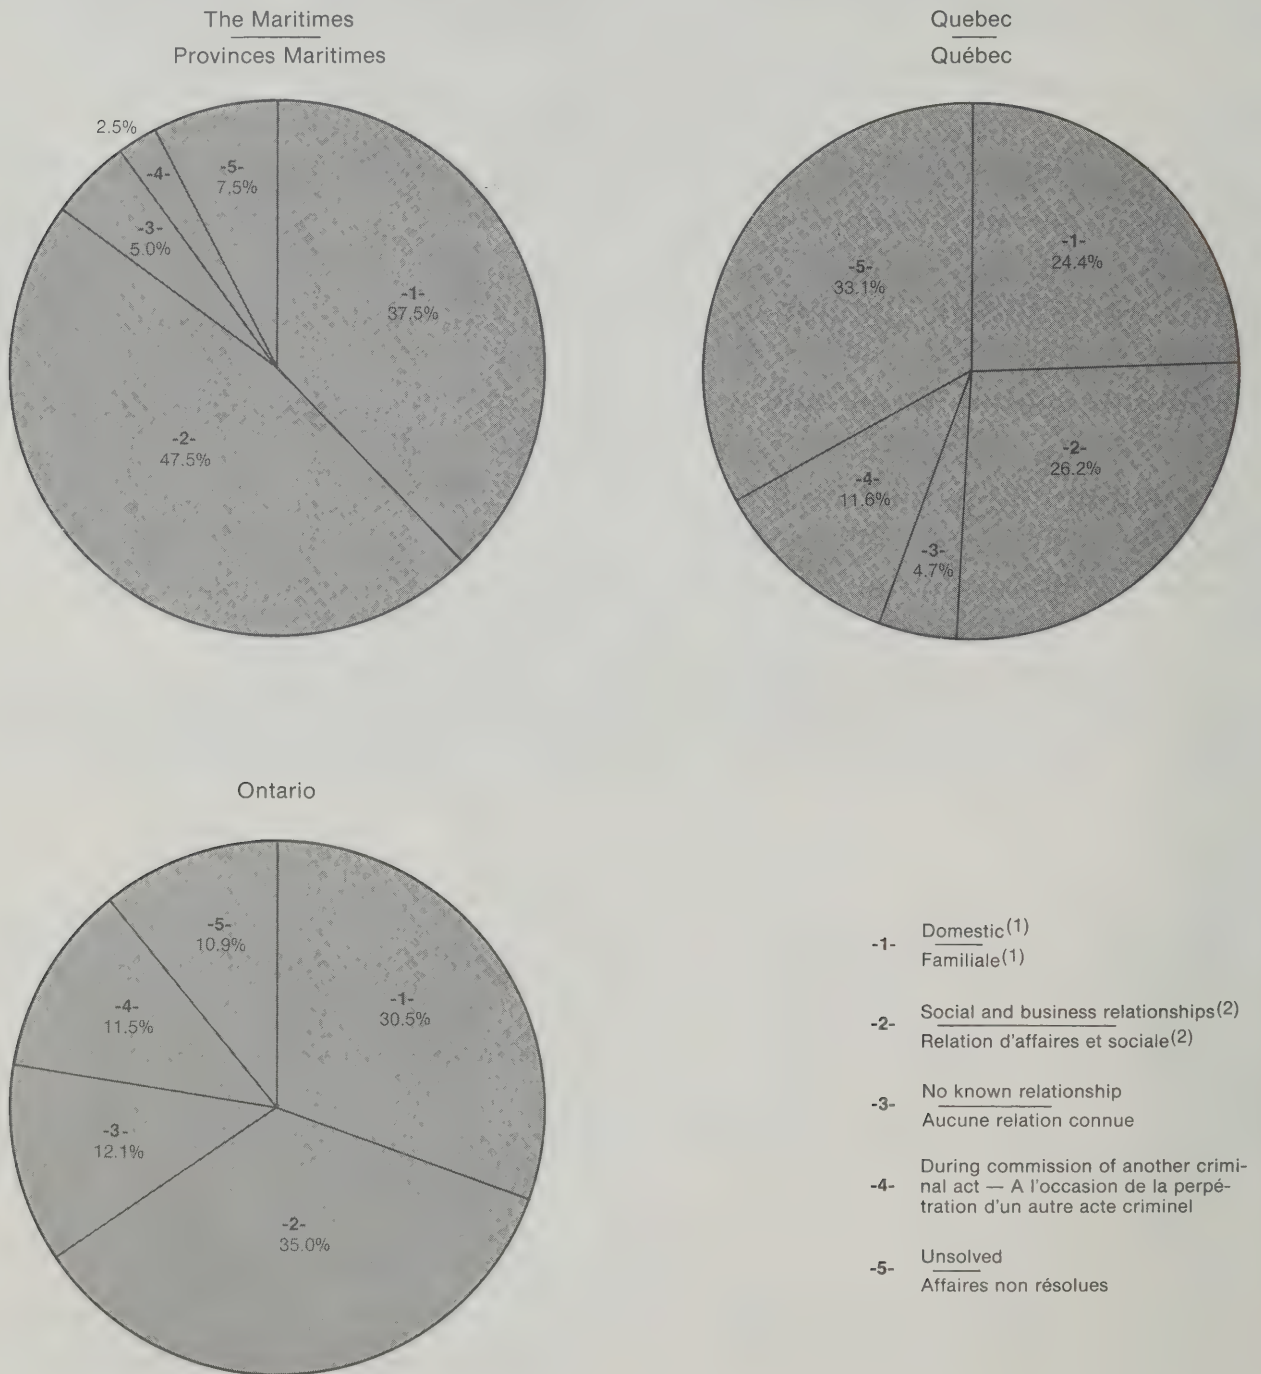 The Maritimes
Provinces Maritimes
2.5%
-4-
-5-
7.5%
-3-
5.0%
-1-
37.5%
-2-
47.5%
Quebec
Québec
-1-
24.4%
-5-
33.1%
-2-
26.2%
-4-
11.6%
-3-
4.7%
Ontario
-5-
10.9%
-1-
30.5%
-4-
11.5%
-3-
12.1%
-2-
35.0%
-1- Domestic(1)
Familiale(1)
-2- Social and business relationships(2)
Relation d'affaires et sociale(2)
-3- No known relationship
Aucune relation connue
-4- During commission of another crimi-
nal act — A l'occasion de la perpé-
tration d'un autre acte criminel
-5- Unsolved
Affaires non résolues